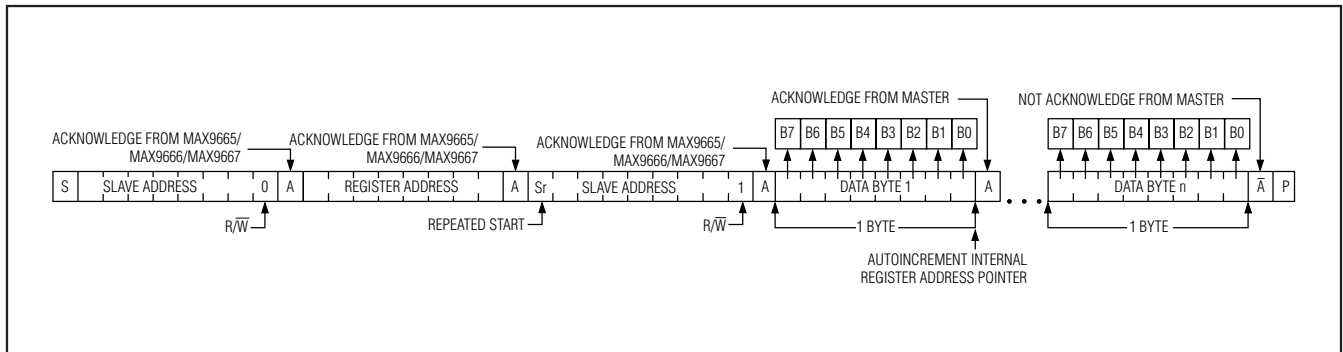 ACKNOWLEDGE FROM MASTER
NOT ACKNOWLEDGE FROM MASTER
ACKNOWLEDGE FROM MAX9665/
MAX9666/MAX9667
ACKNOWLEDGE FROM MAX9665/
MAX9666/MAX9667
ACKNOWLEDGE FROM MAX9665/
MAX9666/MAX9667
B7 B6 B5 B4 B3 B2 B1 B0
B7 B6 B5 B4 B3 B2 B1 B0
S SLAVE ADDRESS 0 A REGISTER ADDRESS A Sr SLAVE ADDRESS 1 A DATA BYTE 1 A • • • DATA BYTE n A̅ P
R/W̅
REPEATED START
R/W̅
1 BYTE
1 BYTE
AUTOINCREMENT INTERNAL
REGISTER ADDRESS POINTER